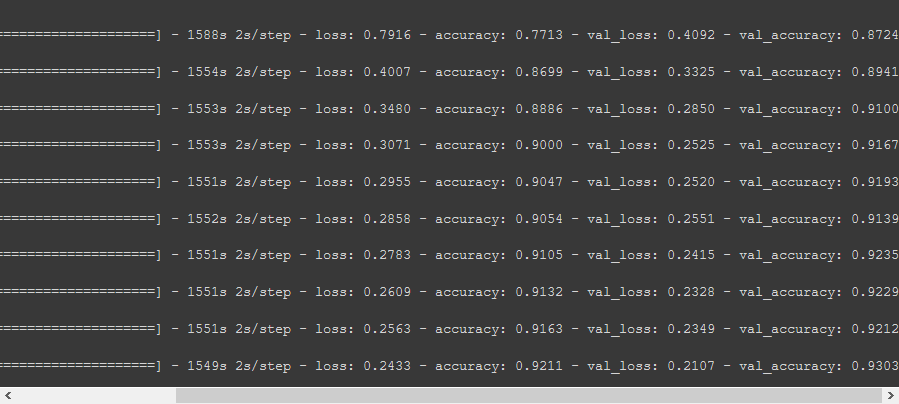 ====================] - 1588s 2s/step - loss: 0.7916 - accuracy: 0.7713 - val_loss: 0.4092 - val_accuracy: 0.8724
====================] - 1554s 2s/step - loss: 0.4007 - accuracy: 0.8699 - val_loss: 0.3325 - val_accuracy: 0.8941
====================] - 1553s 2s/step - loss: 0.3480 - accuracy: 0.8886 - val_loss: 0.2850 - val_accuracy: 0.9100
====================] - 1553s 2s/step - loss: 0.3071 - accuracy: 0.9000 - val_loss: 0.2525 - val_accuracy: 0.9167
====================] - 1551s 2s/step - loss: 0.2955 - accuracy: 0.9047 - val_loss: 0.2520 - val_accuracy: 0.9193
====================] - 1552s 2s/step - loss: 0.2858 - accuracy: 0.9054 - val_loss: 0.2551 - val_accuracy: 0.9139
====================] - 1551s 2s/step - loss: 0.2783 - accuracy: 0.9105 - val_loss: 0.2415 - val_accuracy: 0.9235
====================] - 1551s 2s/step - loss: 0.2609 - accuracy: 0.9132 - val_loss: 0.2328 - val_accuracy: 0.9229
====================] - 1551s 2s/step - loss: 0.2563 - accuracy: 0.9163 - val_loss: 0.2349 - val_accuracy: 0.9212
====================] - 1549s 2s/step - loss: 0.2433 - accuracy: 0.9211 - val_loss: 0.2107 - val_accuracy: 0.9303